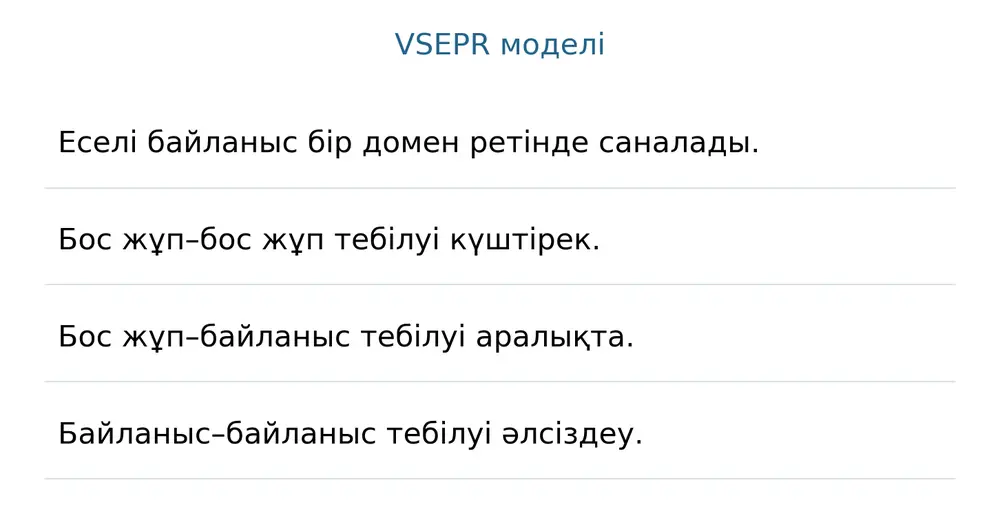 VSEPR моделі
Еселі байланыс бір домен ретінде саналады.
Бос жұп–бос жұп тебілуі күштірек.
Бос жұп–байланыс тебілуі аралықта.
Байланыс–байланыс тебілуі әлсіздеу.